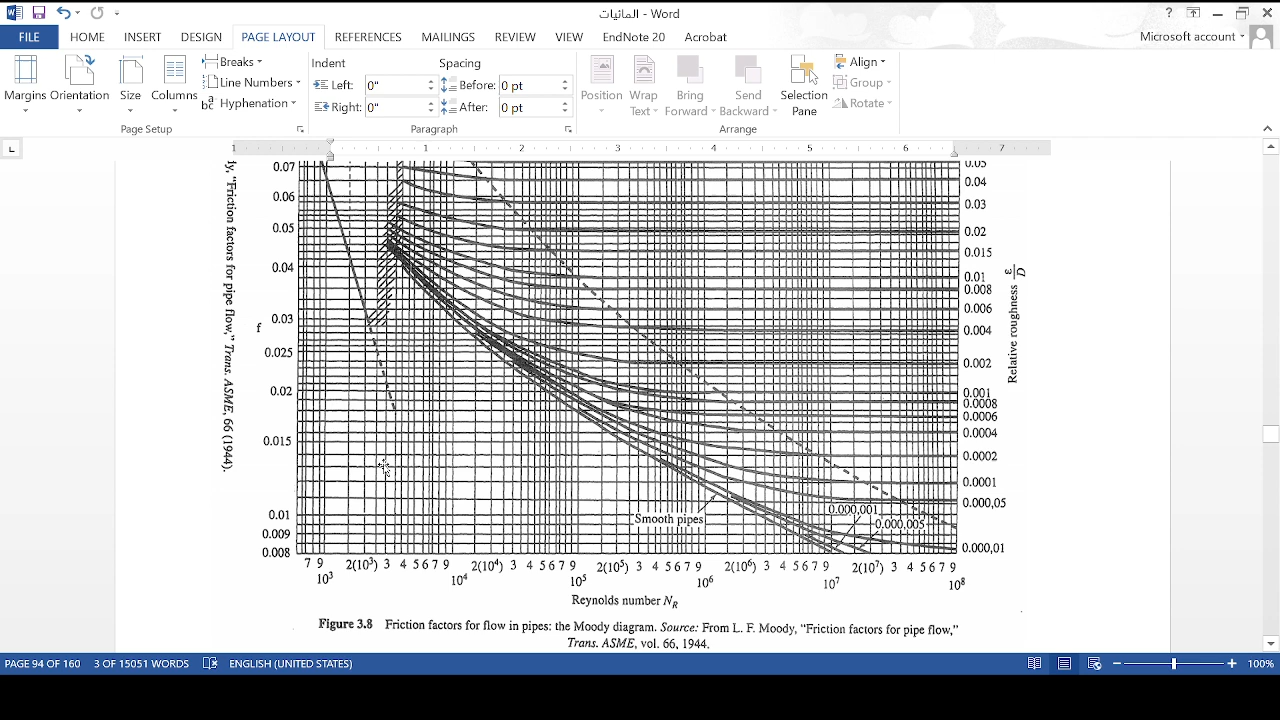 المائيات - Word
Microsoft account
FILE HOME INSERT DESIGN PAGE LAYOUT REFERENCES MAILINGS REVIEW VIEW EndNote 20 Acrobat
Margins Orientation Size Columns
Breaks
Line Numbers
Hyphenation
Page Setup
Indent Spacing
Left: 0" Before: 0 pt
Right: 0" After: 0 pt
Paragraph
Position Wrap Text Bring Forward Send Backward Selection Pane
Align
Group
Rotate
Arrange
1 1 2 3 4 5 6 7
dy, "Friction factors for pipe flow," Trans. ASME, 66 (1944).
f
0.07
0.06
0.05
0.04
0.03
0.025
0.02
0.015
0.01
0.009
0.008
0.05
0.04
0.03
0.02
0.015
0.01
0.008
0.006
0.004
0.002
0.001
0.0008
0.0006
0.0004
0.0002
0.0001
0.000,05
0.000,01
Relative roughness ε/D
Smooth pipes
0.000,001
0.000,005
7 9 2(10³) 3 4 5 6 7 9 2(10⁴) 3 4 5 6 7 9 2(10⁵) 3 4 5 6 7 9 2(10⁶) 3 4 5 6 7 9 2(10⁷) 3 4 5 6 7 9
10³ 10⁴ 10⁵ 10⁶ 10⁷ 10⁸
Reynolds number N_R
Figure 3.8 Friction factors for flow in pipes: the Moody diagram. Source: From L. F. Moody, "Friction factors for pipe flow,"
Trans. ASME, vol. 66, 1944.
PAGE 94 OF 160 3 OF 15051 WORDS ENGLISH (UNITED STATES) 100%